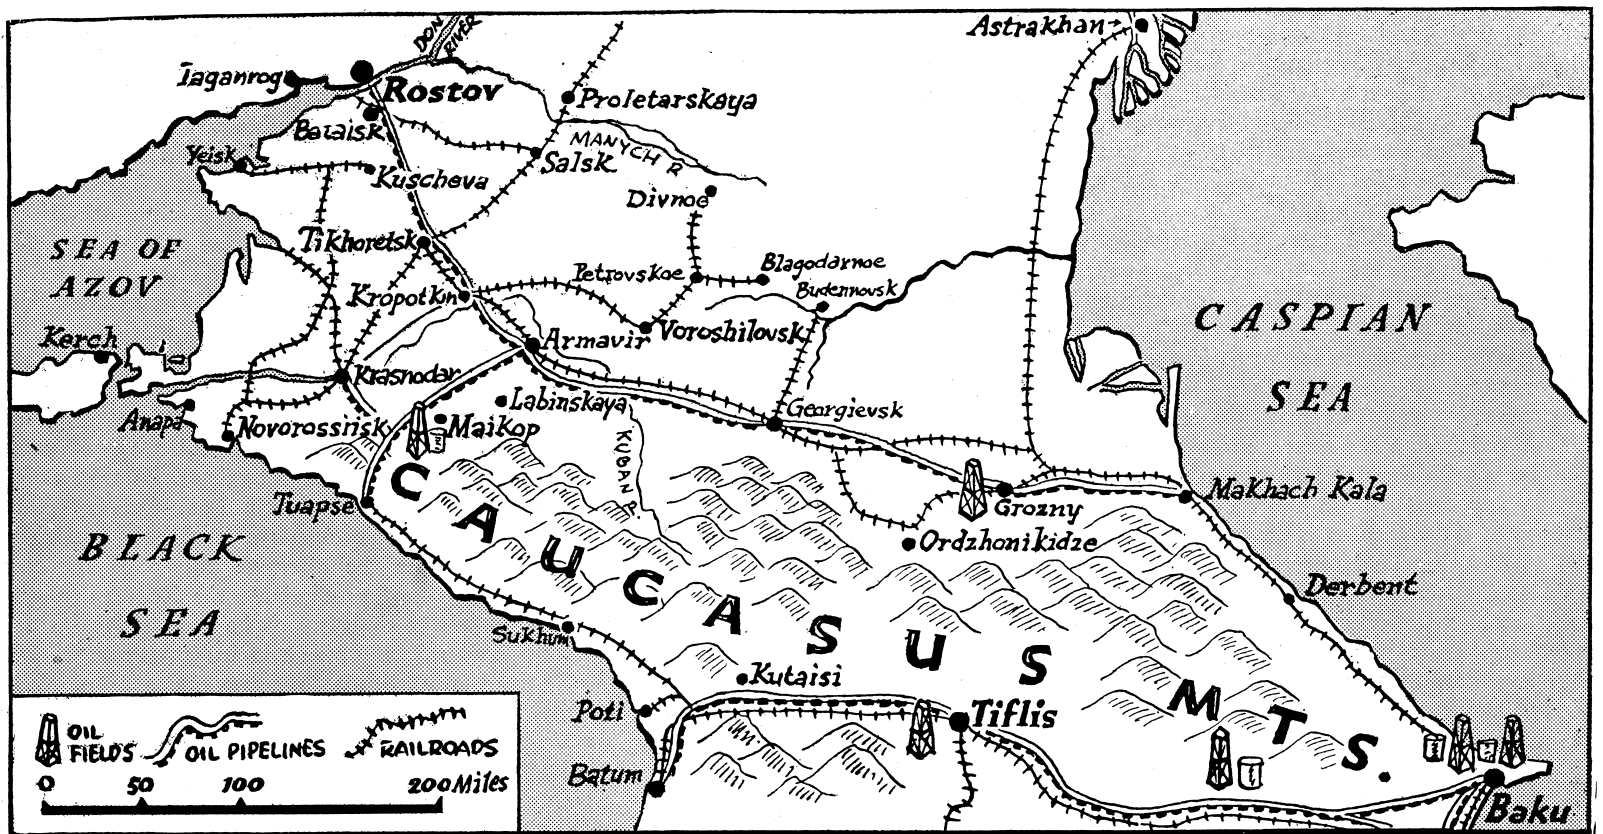 DON
RIVER
Astrakhan
Taganrog
Rostov
Proletarskaya
Bataisk
MANYCH R
Yeisk
Salsk
Kuscheva
Divnoe
SEA OF
AZOV
Tikhoretsk
Petrovskoe
Blagodarnoe
Budennovsk
Kropotkin
CASPIAN
SEA
Kerch
Armavir
Voroshilovsk
Krasnodar
Labinskaya
Georgievsk
Anapa
Novorossiisk
Maikop
KUBAN R.
Tuapse
Grozny
Makhach Kala
Ordzhonikidze
BLACK
SEA
CAUCASUS MTS.
Derbent
Sukhum
Kutaisi
Poti
Tiflis
Batum
Baku
OIL
FIELDS
OIL PIPELINES
RAILROADS
0 50 100 200 Miles